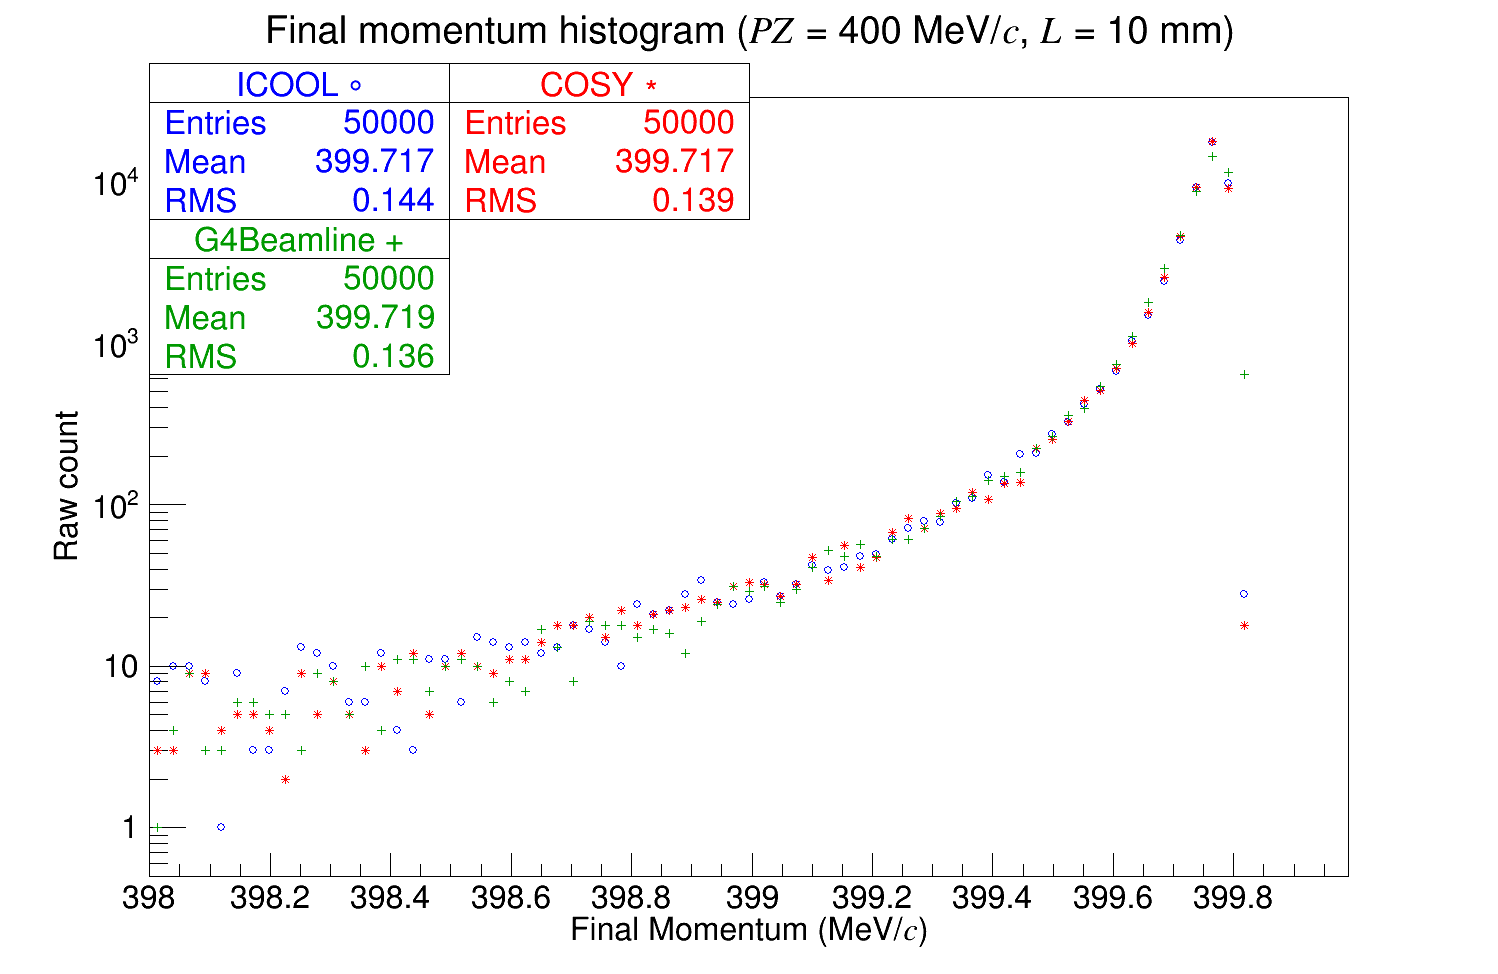 Final momentum histogram (PZ = 400 MeV/c, L = 10 mm)
ICOOL
Entries 50000
Mean 399.717
RMS 0.144
COSY *
Entries 50000
Mean 399.717
RMS 0.139
G4Beamline +
Entries 50000
Mean 399.719
RMS 0.136
Raw count
10⁴
10³
10²
10
1
398 398.2 398.4 398.6 398.8 399 399.2 399.4 399.6 399.8
Final Momentum (MeV/c)